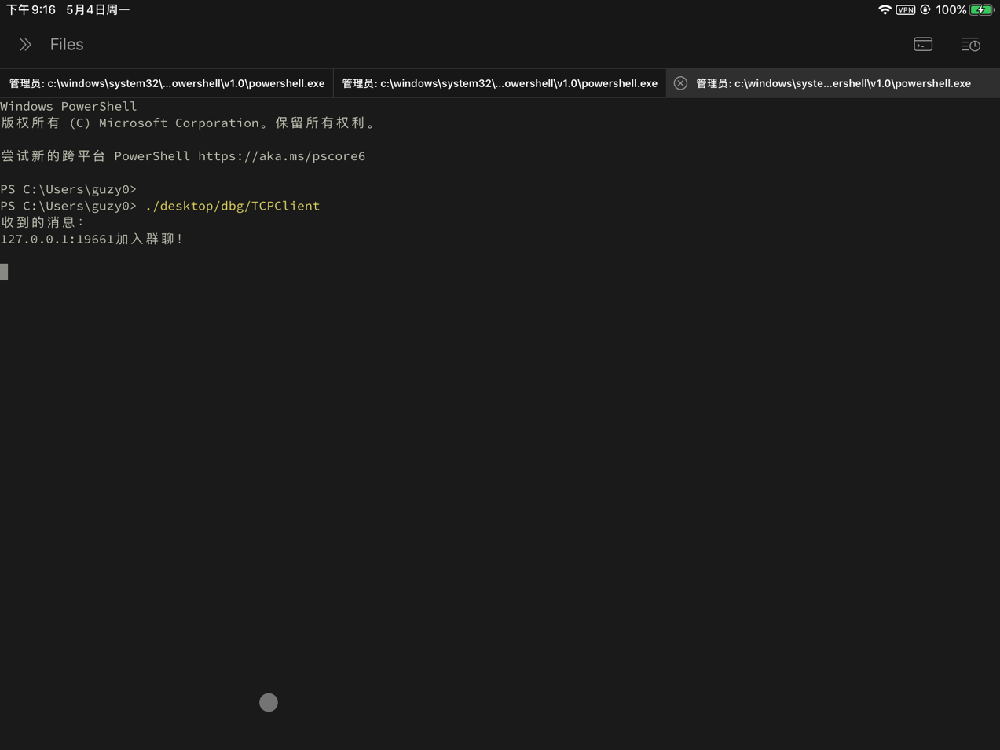 下午9:16 5月4日周一
VPN 100%
Files
管理员: c:\windows\system32\...owershell\v1.0\powershell.exe
管理员: c:\windows\system32\...owershell\v1.0\powershell.exe
管理员: c:\windows\syste...ershell\v1.0\powershell.exe
Windows PowerShell
版权所有 (C) Microsoft Corporation。保留所有权利。
尝试新的跨平台 PowerShell https://aka.ms/pscore6
PS C:\Users\guzy0>
PS C:\Users\guzy0> ./desktop/dbg/TCPClient
收到的消息:
127.0.0.1:19661加入群聊!